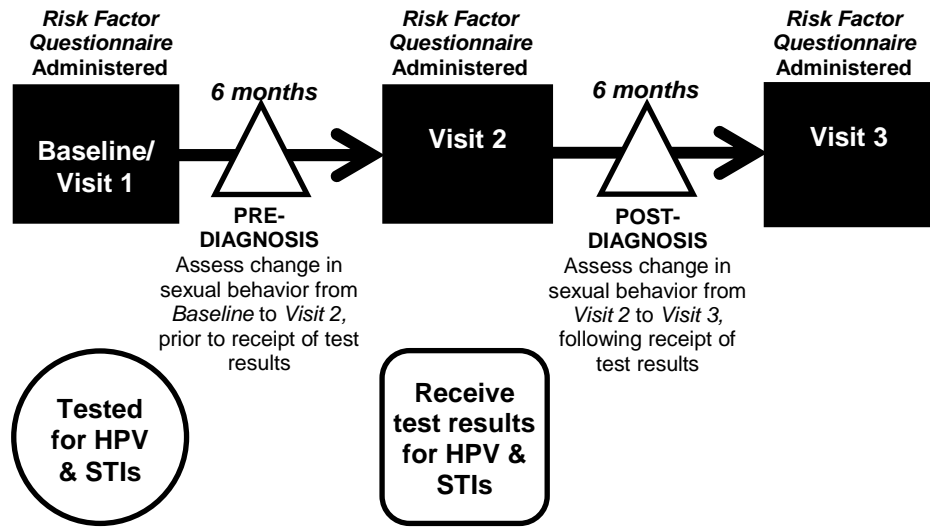 Risk Factor
Questionnaire
Administered
Risk Factor
Questionnaire
Administered
Risk Factor
Questionnaire
Administered
Baseline/
Visit 1
6 months
Visit 2
6 months
Visit 3
PRE-
DIAGNOSIS
Assess change in
sexual behavior from
Baseline to Visit 2,
prior to receipt of test
results
POST-
DIAGNOSIS
Assess change in
sexual behavior from
Visit 2 to Visit 3,
following receipt of
test results
Tested
for HPV
& STIs
Receive
test results
for HPV &
STIs